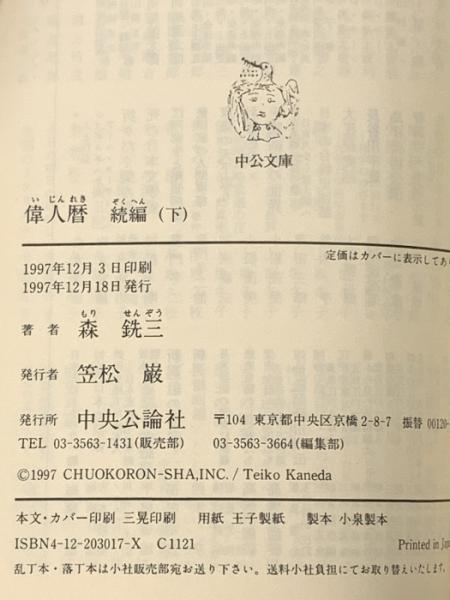 中公文庫
いじんれき ぞくへん
偉人暦 続編(下)
定価はカバーに表示してあ
1997年12月3日印刷
1997年12月18日発行
もり せんぞう
著者 森 銑三
発行者 笠松 巌
発行所 中央公論社 〒104 東京都中央区京橋2-8-7 振替 00120-
TEL 03-3563-1431(販売部) 03-3563-3664(編集部)
©1997 CHUOKORON-SHA,INC./ Teiko Kaneda
本文・カバー印刷 三晃印刷 用紙 王子製紙 製本 小泉製本
ISBN4-12-203017-X C1121 Printed in Jap
乱丁本・落丁本は小社販売部宛お送り下さい。送料小社負担にてお取り替えいたします。